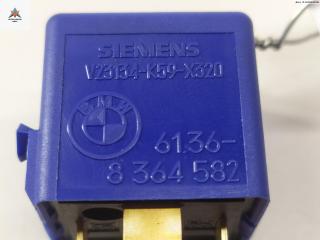 SIEMENS
V23134-K59-X320
BMW
61.36-
8 364 582